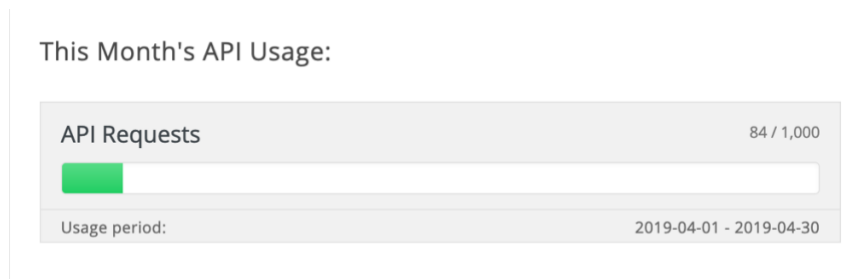 This Month's API Usage:
API Requests
84 / 1,000
Usage period:
2019-04-01 - 2019-04-30